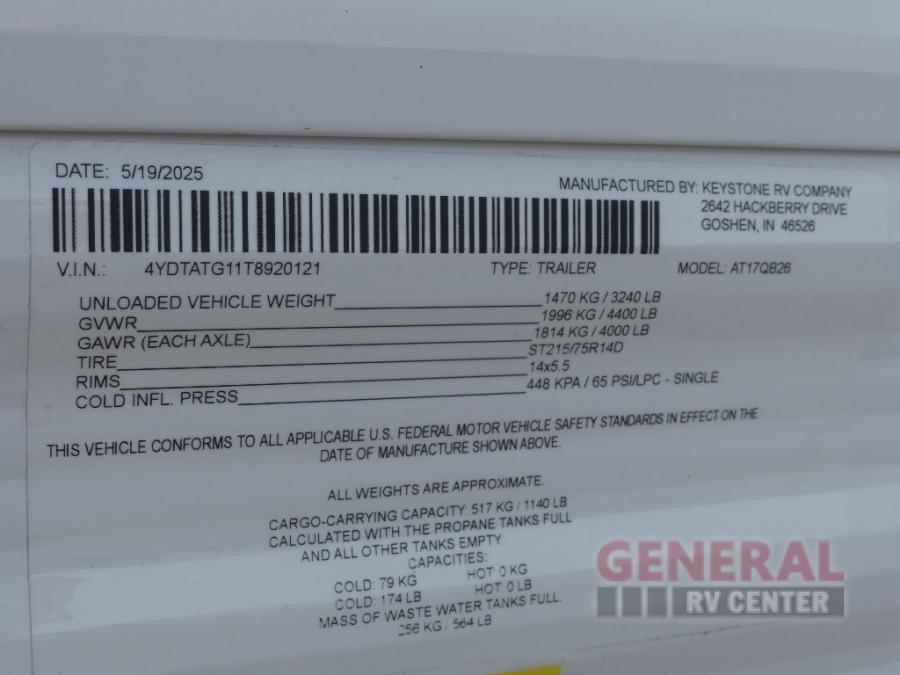 DATE: 5/19/2025
MANUFACTURED BY: KEYSTONE RV COMPANY
2642 HACKBERRY DRIVE
GOSHEN, IN 46526
V.I.N.: 4YDTATG11T8920121 TYPE: TRAILER MODEL: AT17QB26
UNLOADED VEHICLE WEIGHT 1470 KG / 3240 LB
GVWR 1996 KG / 4400 LB
GAWR (EACH AXLE) 1814 KG / 4000 LB
TIRE ST215/75R14D
RIMS 14x5.5
COLD INFL. PRESS 448 KPA / 65 PSI/LPC - SINGLE
THIS VEHICLE CONFORMS TO ALL APPLICABLE U.S. FEDERAL MOTOR VEHICLE SAFETY STANDARDS IN EFFECT ON THE
DATE OF MANUFACTURE SHOWN ABOVE.
ALL WEIGHTS ARE APPROXIMATE.
CARGO-CARRYING CAPACITY: 517 KG / 1140 LB
CALCULATED WITH THE PROPANE TANKS FULL
AND ALL OTHER TANKS EMPTY
CAPACITIES:
COLD: 79 KG HOT 0 KG
COLD: 174 LB HOT 0 LB
MASS OF WASTE WATER TANKS FULL:
256 KG / 564 LB
GENERAL
RV CENTER